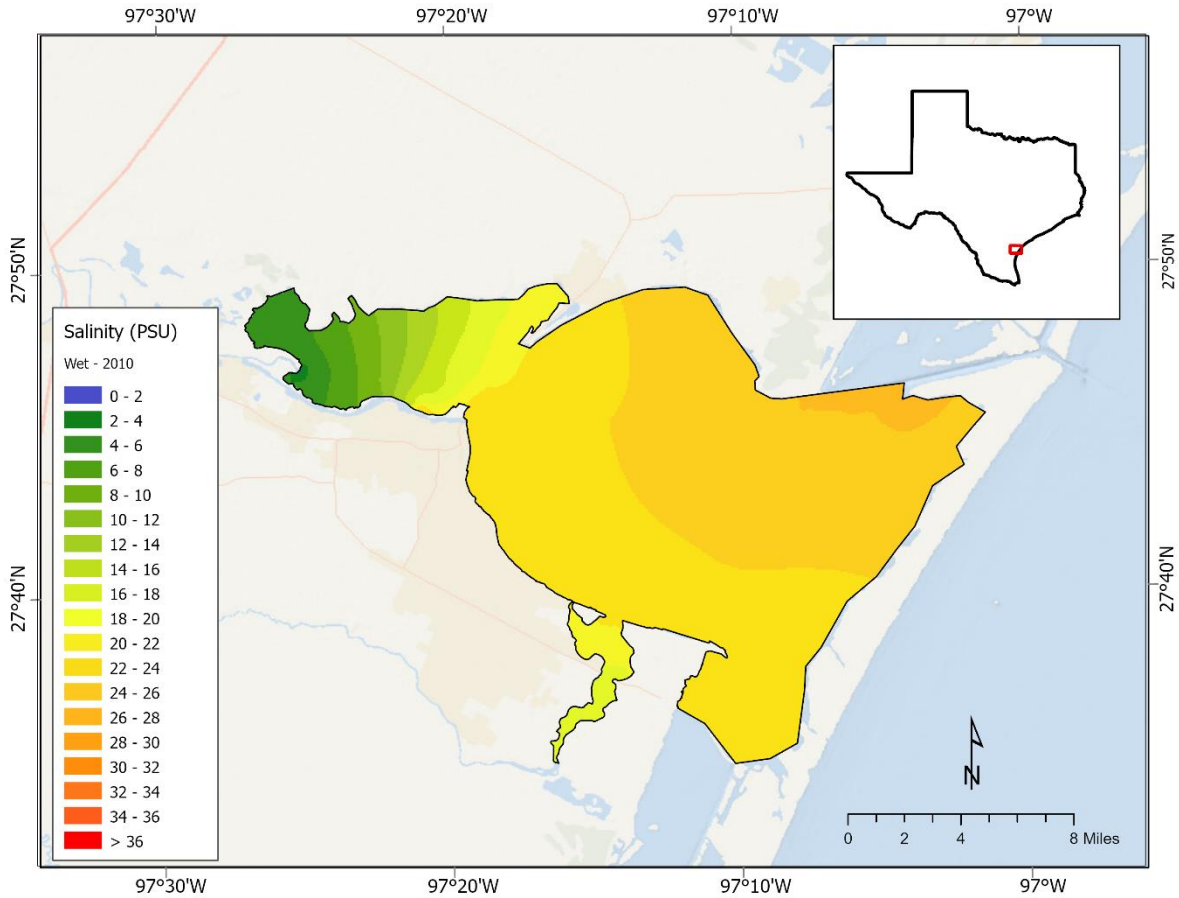 97°30'W 97°20'W 97°10'W 97°W
27°50'N
27°50'N
Salinity (PSU)
Wet - 2010
0 - 2
2 - 4
4 - 6
6 - 8
8 - 10
10 - 12
12 - 14
14 - 16
16 - 18
18 - 20
20 - 22
22 - 24
24 - 26
26 - 28
28 - 30
30 - 32
32 - 34
34 - 36
> 36
27°40'N
27°40'N
N
0 2 4 8 Miles
97°30'W 97°20'W 97°10'W 97°W